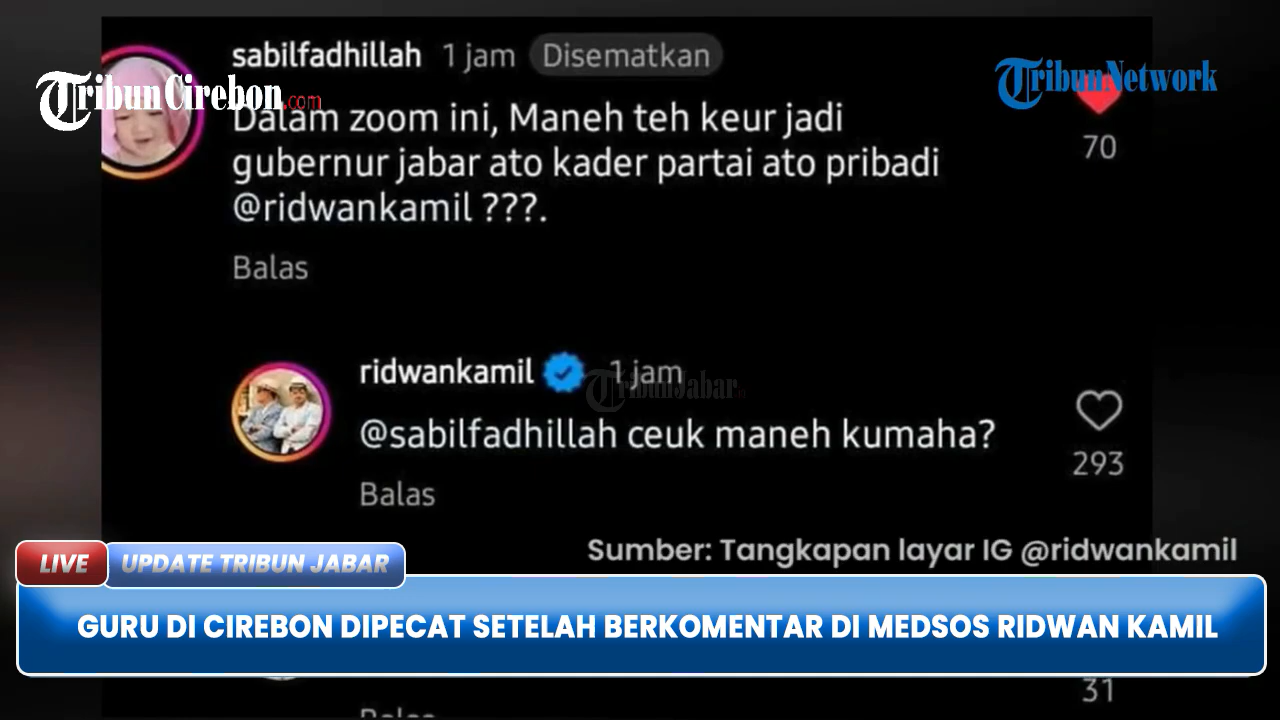 sabilfadhillah 1 jam Disematkan
TribunCirebon.com
TribunNetwork
Dalam zoom ini, Maneh teh keur jadi
gubernur jabar ato kader partai ato pribadi
@ridwankamil ???.
70
Balas
ridwankamil 1 jam
TribunJabar
@sabilfadhillah ceuk maneh kumaha?
293
Balas
Sumber: Tangkapan layar IG @ridwankamil
LIVE UPDATE TRIBUN JABAR
GURU DI CIREBON DIPECAT SETELAH BERKOMENTAR DI MEDSOS RIDWAN KAMIL
31
Balas